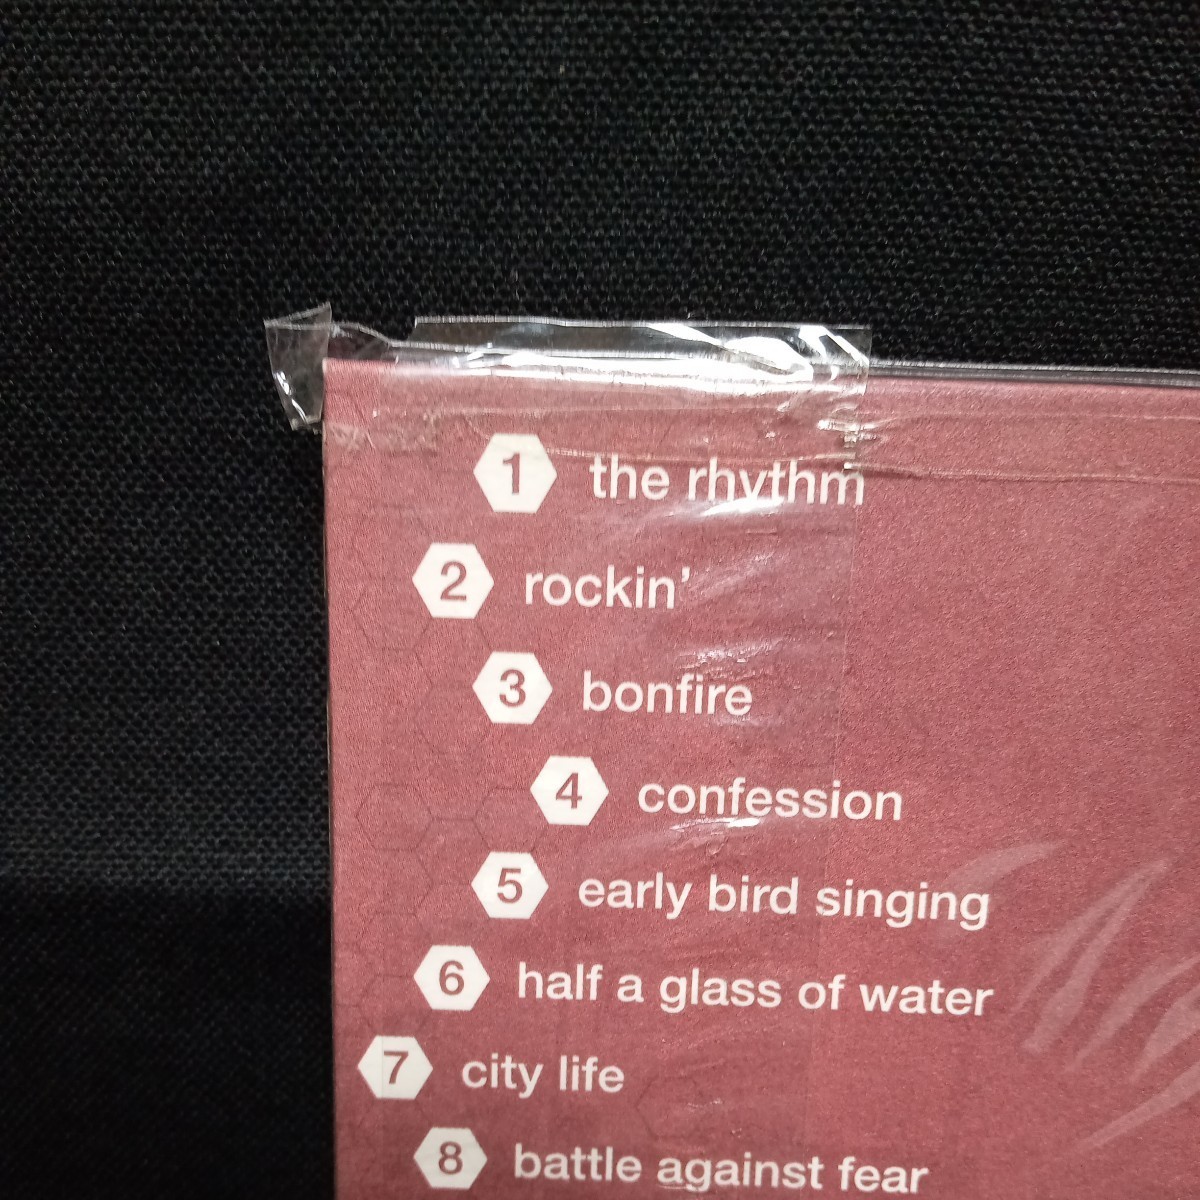 1 the rhythm
2 rockin’
3 bonfire
4 confession
5 early bird singing
6 half a glass of water
7 city life
8 battle against fear